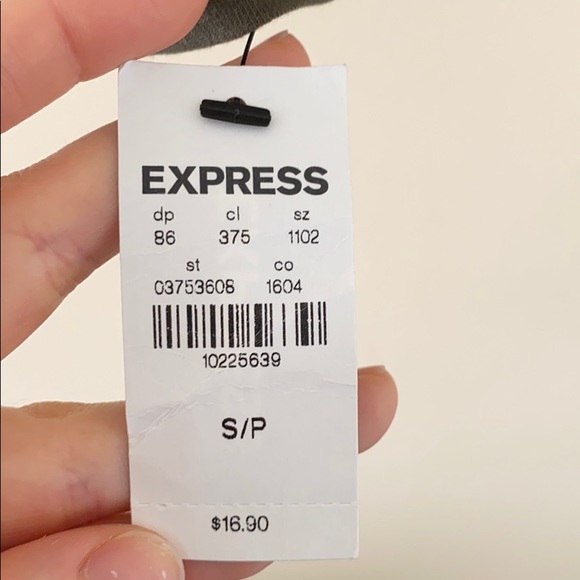 EXPRESS
dp cl sz
86 375 1102
st co
03753608 1604
10225639
S/P
$16.90